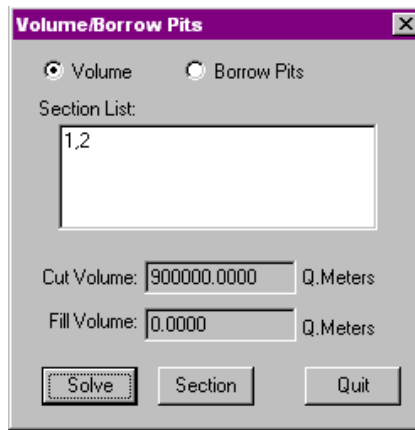 Volume/Borrow Pits
Volume Borrow Pits
Section List:
1,2
Cut Volume: 900000.0000 Q.Meters
Fill Volume: 0.0000 Q.Meters
Solve Section Quit